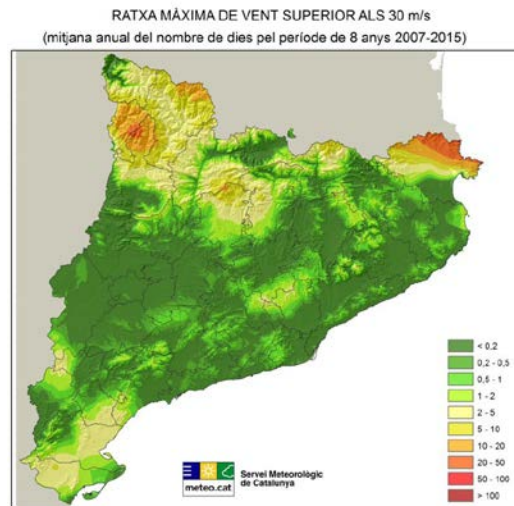 RATXA MÀXIMA DE VENT SUPERIOR ALS 30 m/s
(mitjana anual del nombre de dies pel període de 8 anys 2007-2015)
< 0,2
0,2 - 0,5
0,5 - 1
1 - 2
2 - 5
5 - 10
10 - 20
20 - 50
50 - 100
> 100
meteo.cat
Servei Meteorològic
de Catalunya